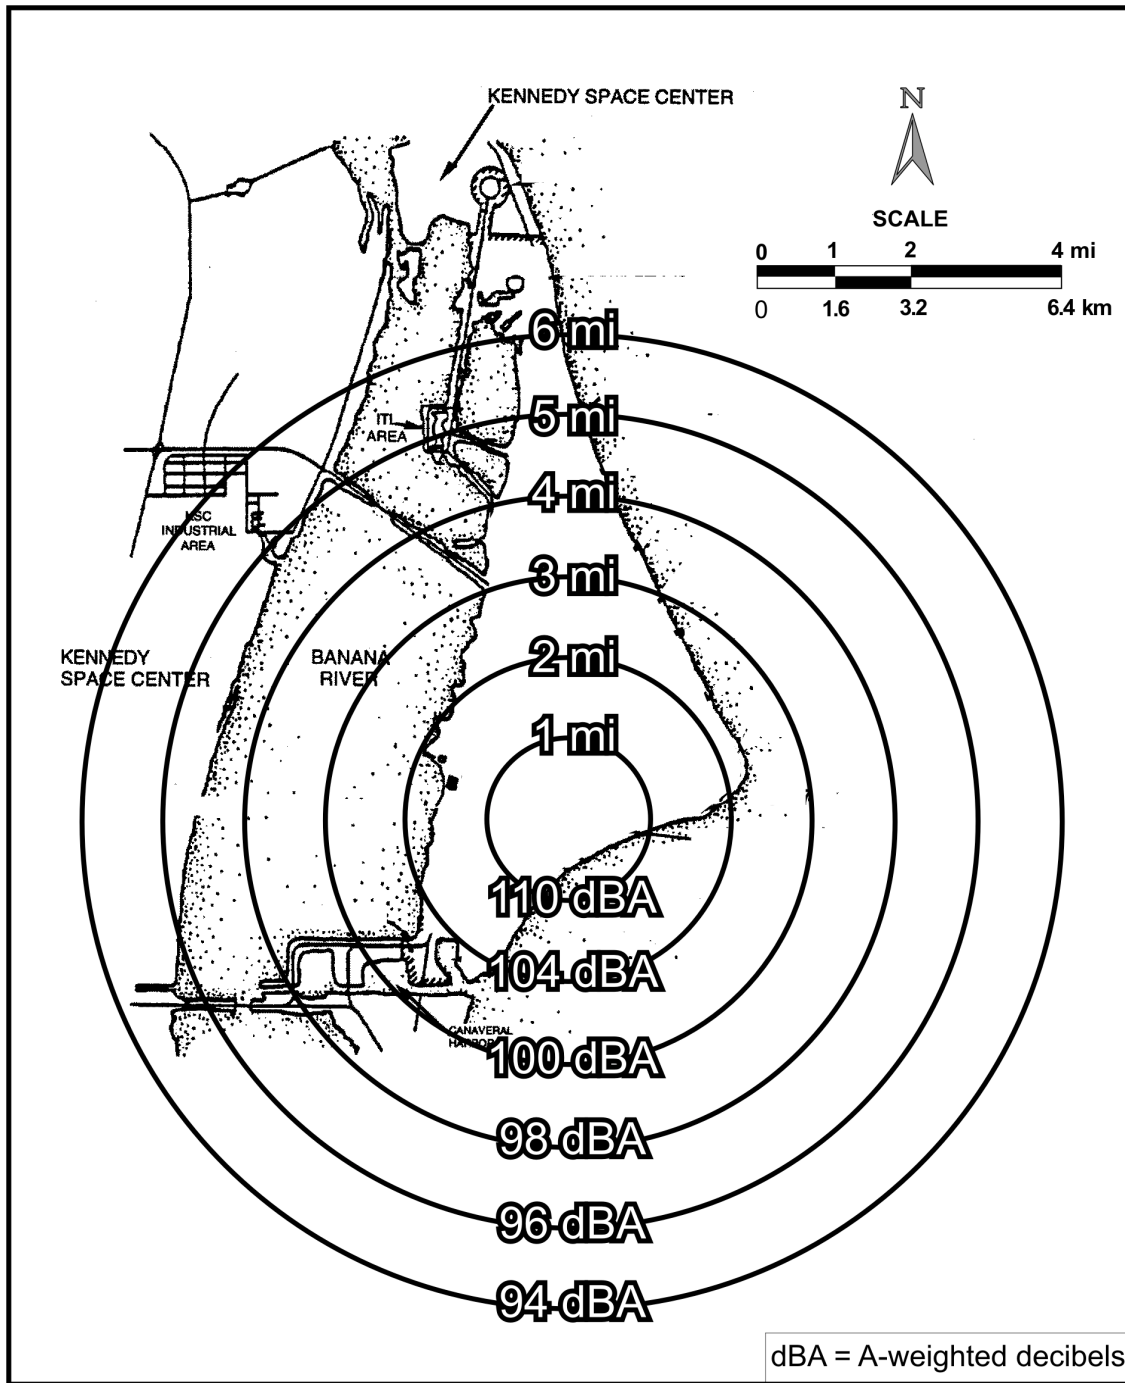 KENNEDY SPACE CENTER
N
SCALE
0 1 2 4 mi
0 1.6 3.2 6.4 km
6 mi
5 mi
ITL
AREA
4 mi
KSC
INDUSTRIAL
AREA
3 mi
KENNEDY
SPACE CENTER
BANANA
RIVER
2 mi
1 mi
110 dBA
104 dBA
CANAVERAL
HARBOR
100 dBA
98 dBA
96 dBA
94 dBA
dBA = A-weighted decibels